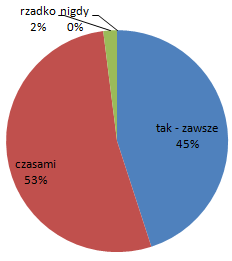 rzadko nigdy
2% 0%
tak - zawsze
45%
czasami
53%